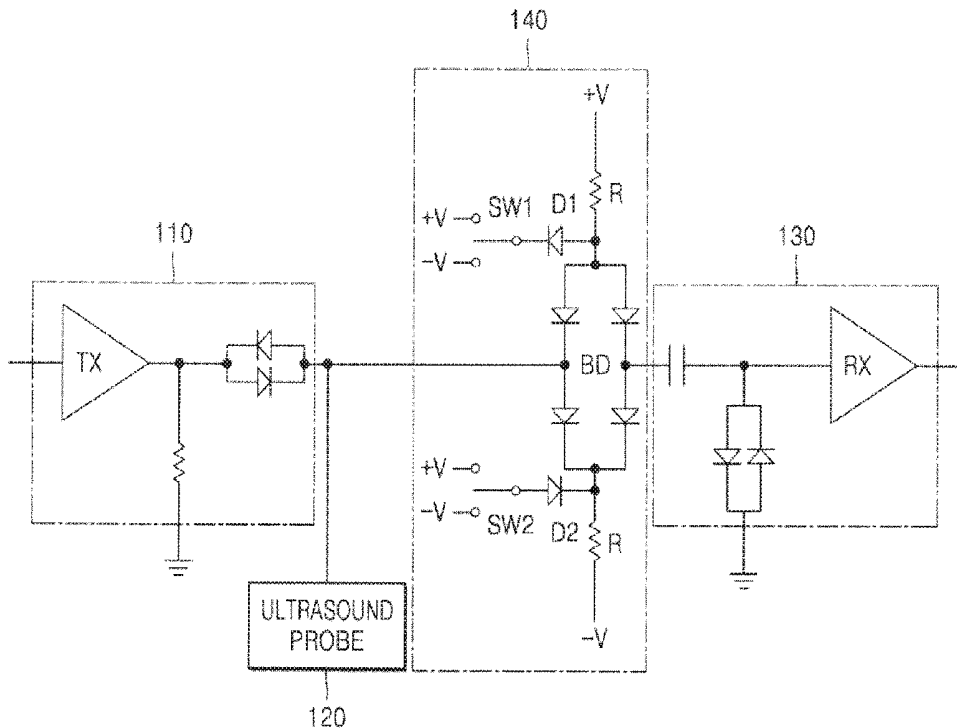 140
+V
R
SW1 D1
+V
-V
110
130
TX
BD
RX
+V
-V
SW2 D2
R
-V
ULTRASOUND
PROBE
120